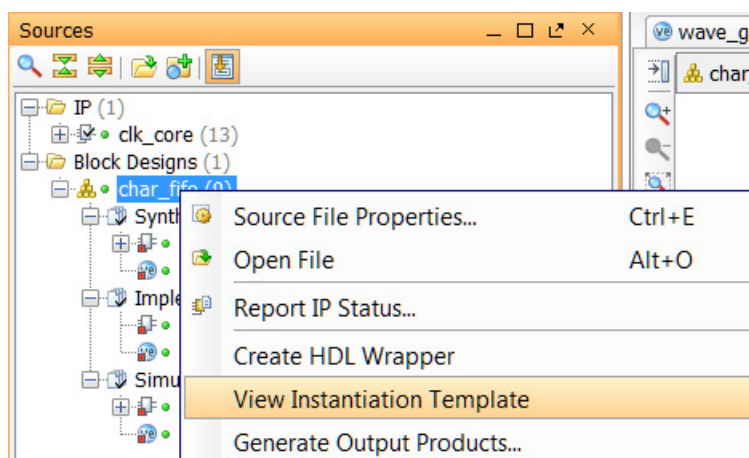 Sources
wave_g
char_
IP (1)
clk_core (13)
Block Designs (1)
char_fifo (9)
Synth
Source File Properties... Ctrl+E
Open File Alt+O
Imple
Report IP Status...
Create HDL Wrapper
Simu
View Instantiation Template
Generate Output Products...